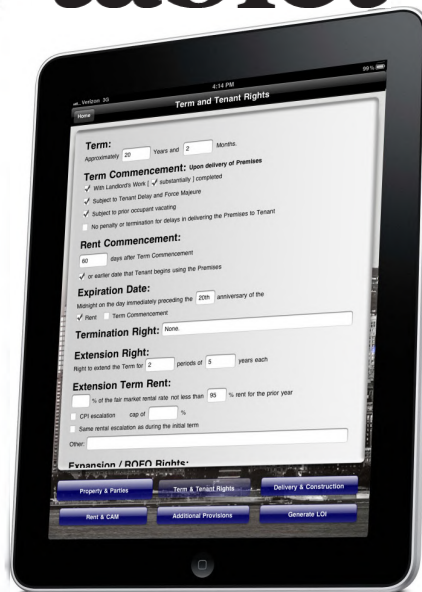 tablet
Verizon 3G 4:14 PM 99 %
Home Term and Tenant Rights
Term:
Approximately 20 Years and 2 Months.
Term Commencement: Upon delivery of Premises
With Landlord's Work [ substantially ] completed
Subject to Tenant Delay and Force Majeure
Subject to prior occupant vacating
No penalty or termination for delays in delivering the Premises to Tenant
Rent Commencement:
60 days after Term Commencement
or earlier date that Tenant begins using the Premises
Expiration Date:
Midnight on the day immediately preceding the 20th anniversary of the
Rent Term Commencement
Termination Right: None.
Extension Right:
Right to extend the Term for 2 periods of 5 years each
Extension Term Rent:
% of the fair market rental rate not less than 95 % rent for the prior year
CPI escalation cap of %
Same rental escalation as during the initial term
Other:
Expansion / ROFO Rights:
Property & Parties Term & Tenant Rights Delivery & Construction
Rent & CAM Additional Provisions Generate LOI